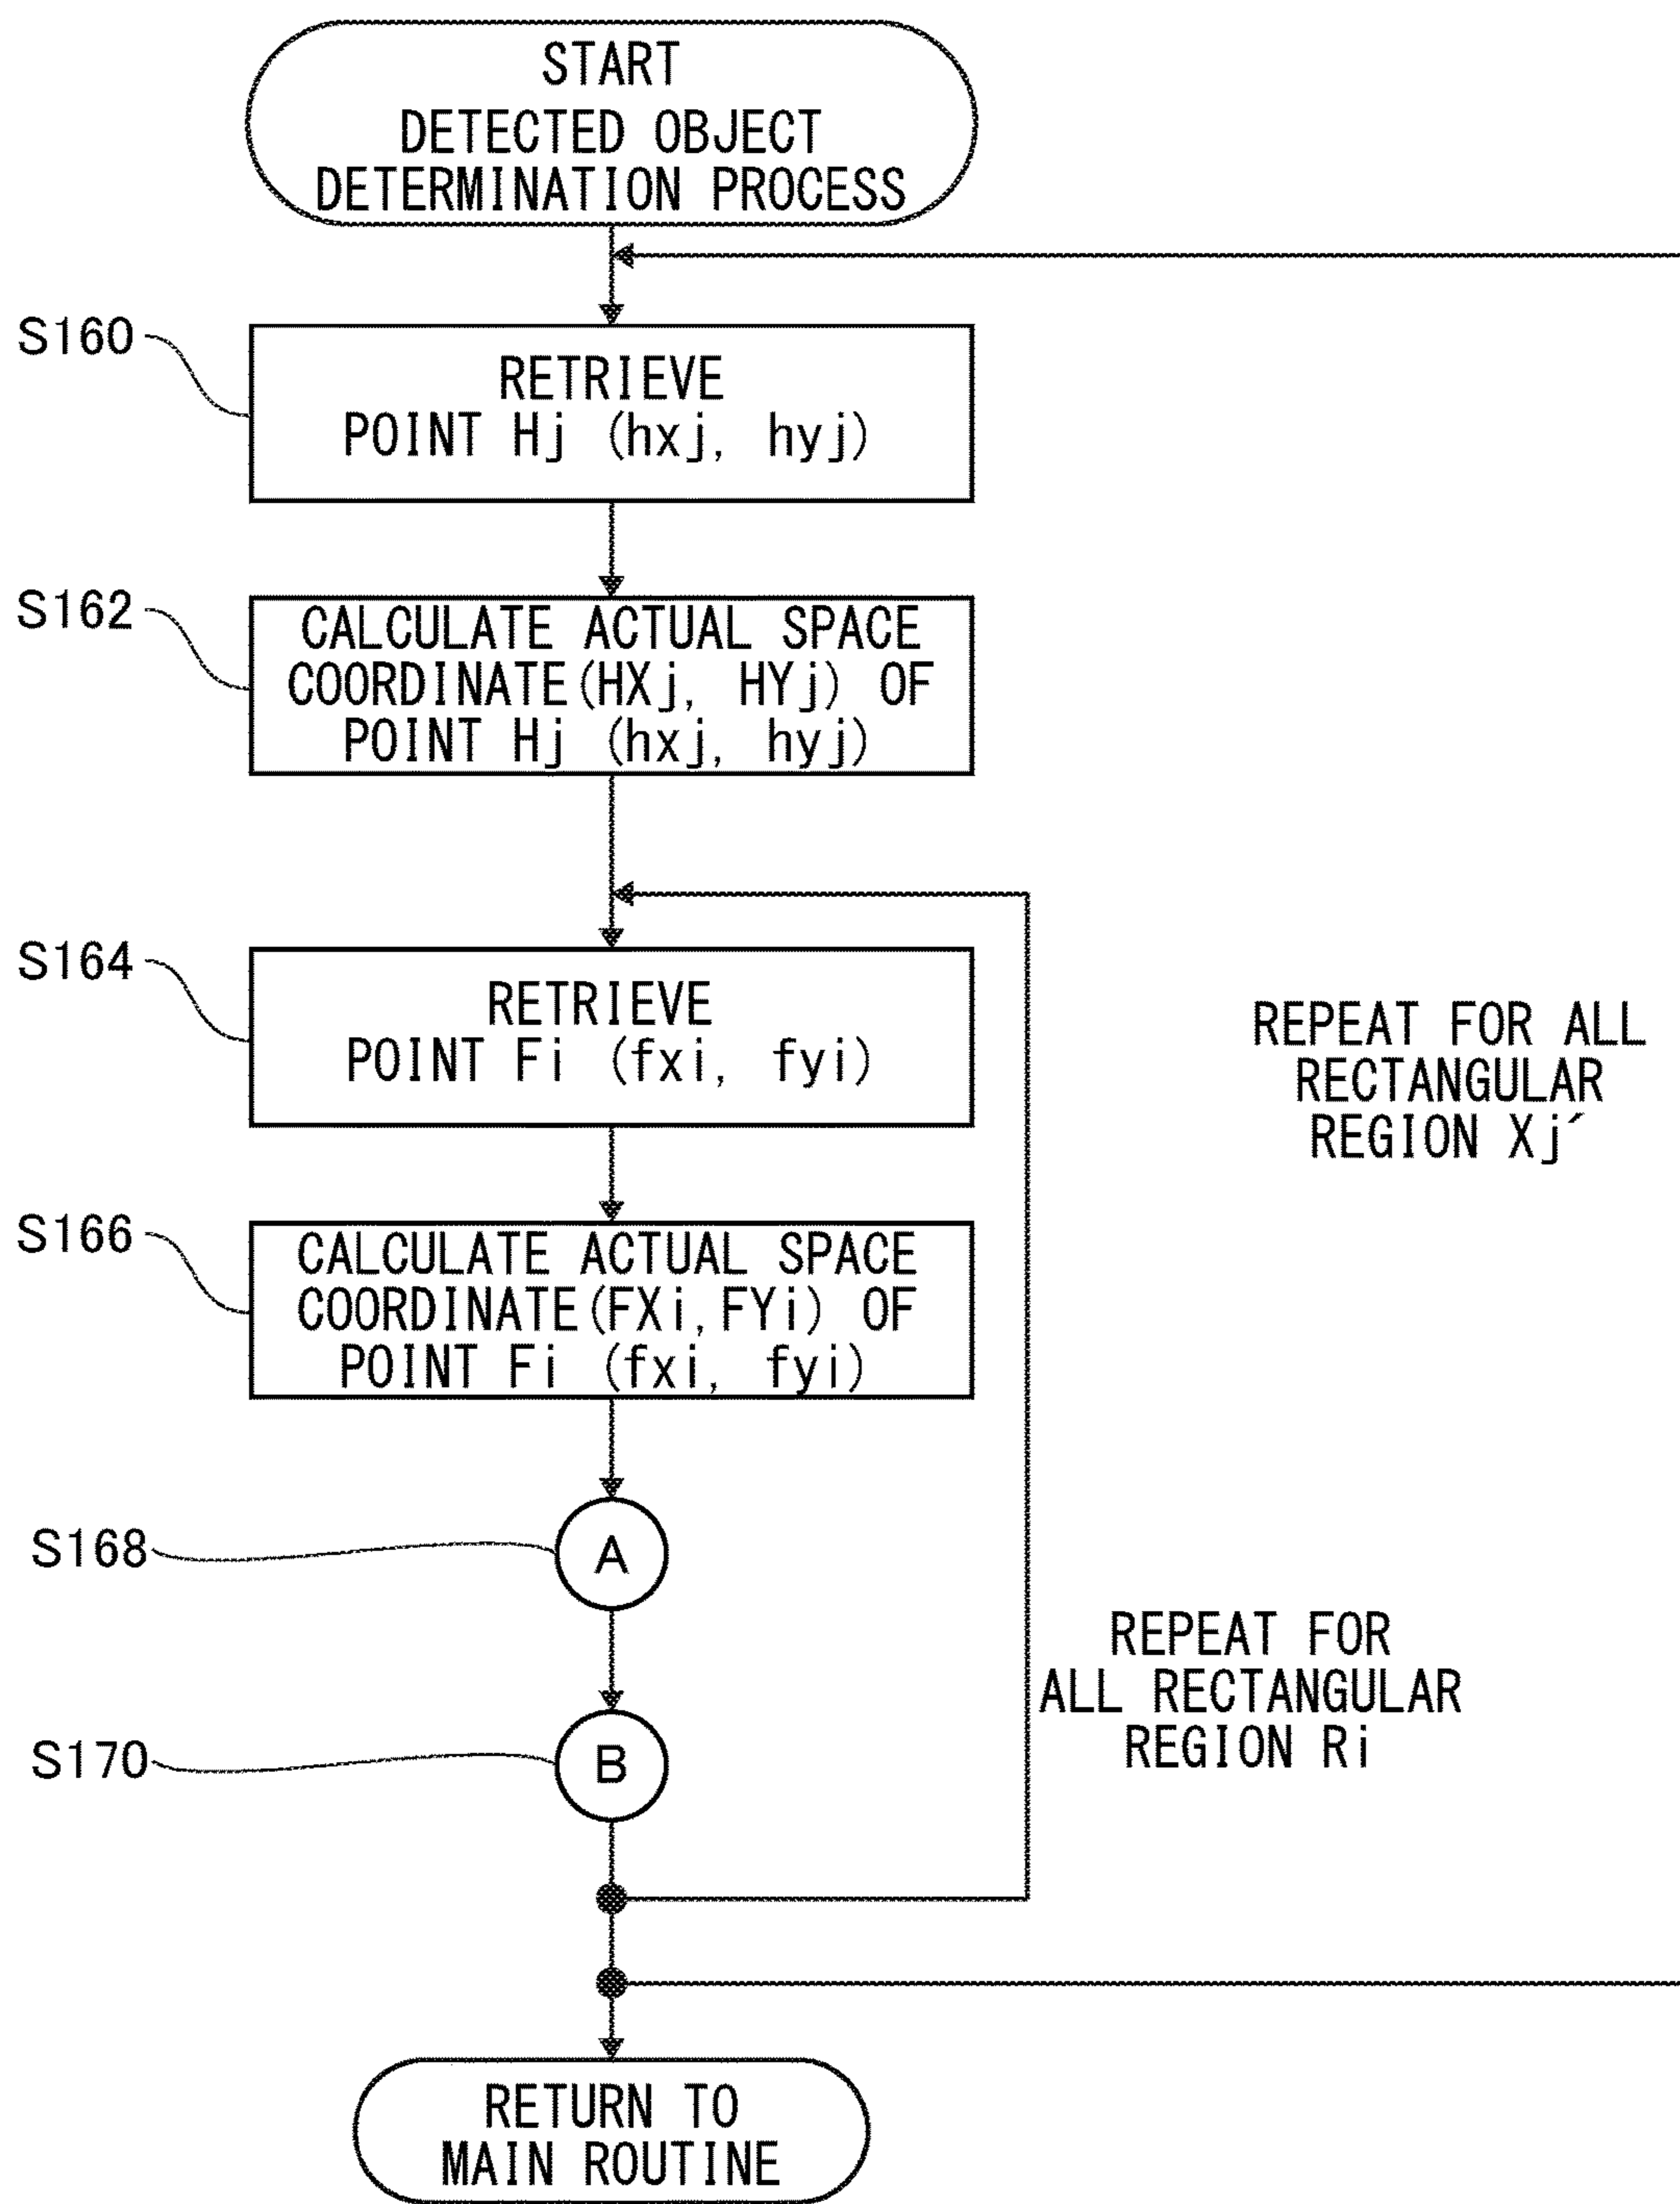 START
DETECTED OBJECT
DETERMINATION PROCESS
S160
RETRIEVE
POINT Hj (hxj, hyj)
S162
CALCULATE ACTUAL SPACE
COORDINATE(HXj, HYj) OF
POINT Hj (hxj, hyj)
S164
RETRIEVE
POINT Fi (fxi, fyi)
REPEAT FOR ALL
RECTANGULAR
REGION Xj´
S166
CALCULATE ACTUAL SPACE
COORDINATE(FXi,FYi) OF
POINT Fi (fxi, fyi)
S168
A
REPEAT FOR
ALL RECTANGULAR
REGION Ri
S170
B
RETURN TO
MAIN ROUTINE